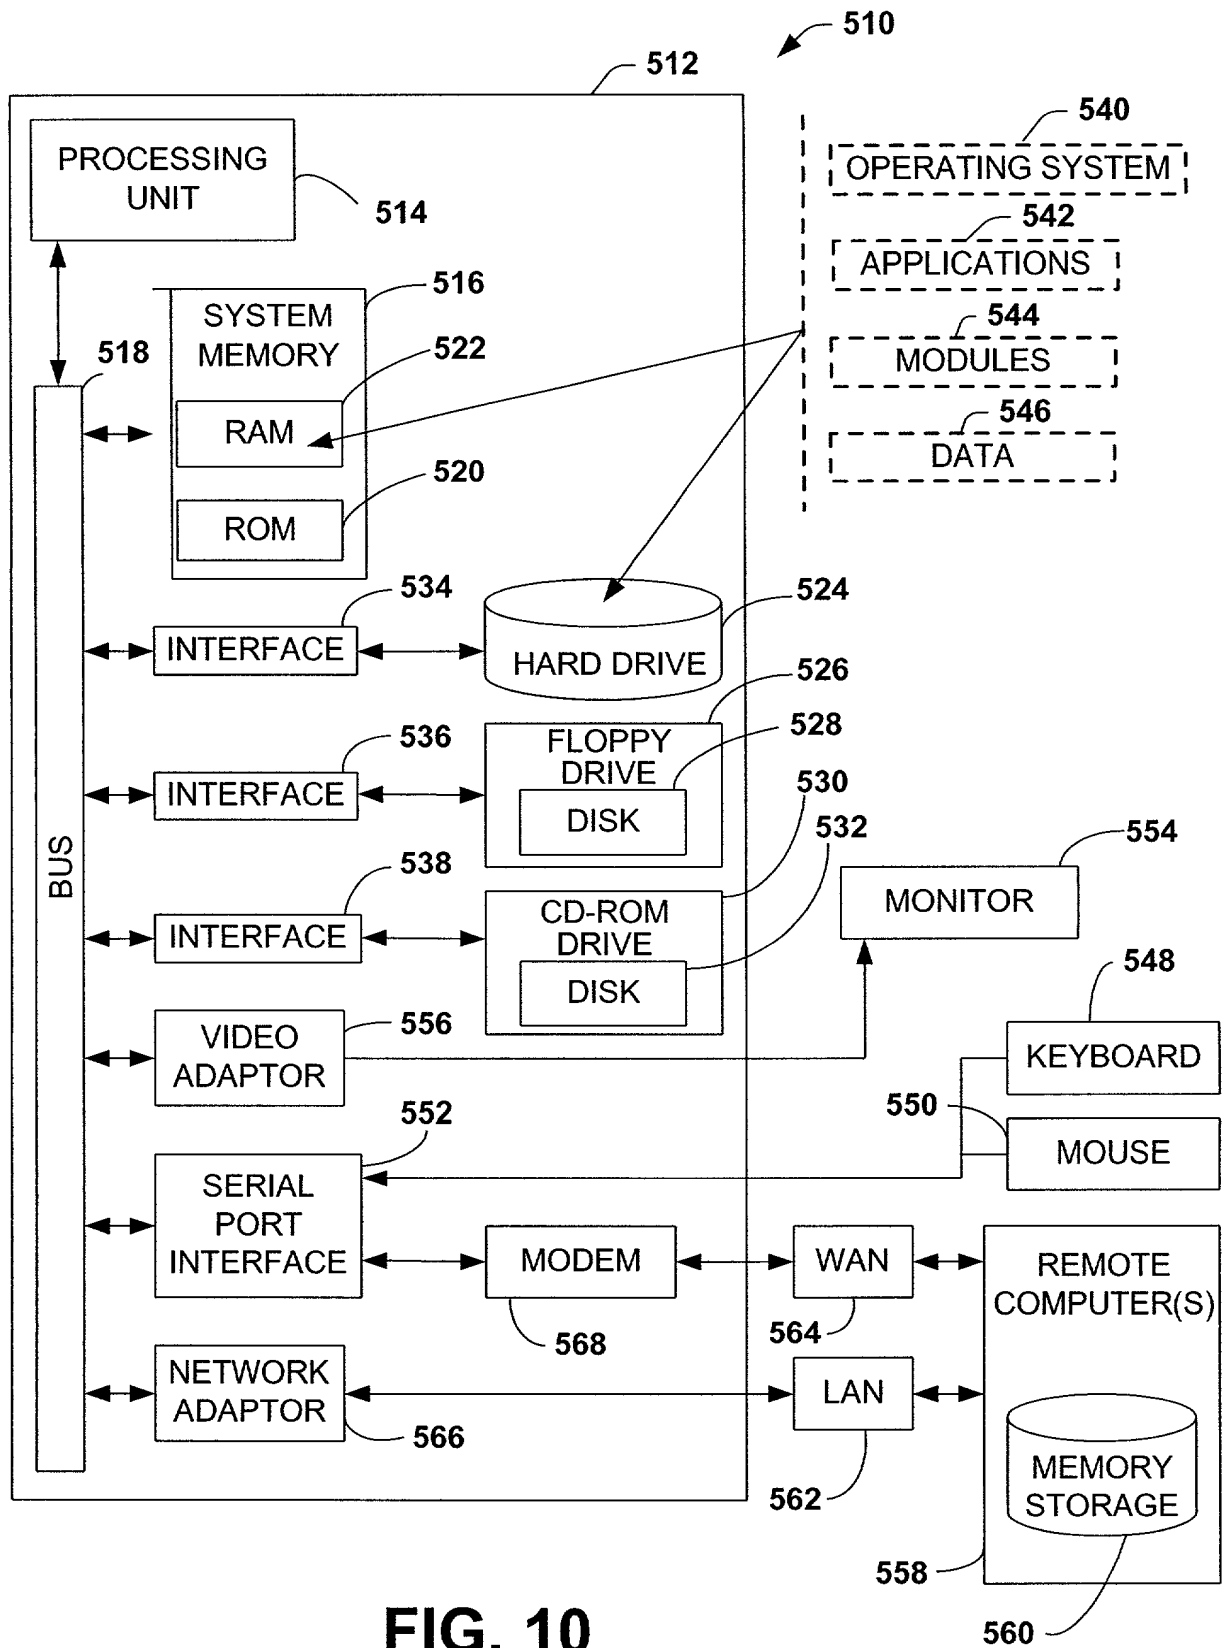 510
512
PROCESSING
UNIT
514
540
OPERATING SYSTEM
542
APPLICATIONS
544
MODULES
546
DATA
516
SYSTEM
MEMORY
518
522
RAM
520
ROM
534
INTERFACE
524
HARD DRIVE
526
536
INTERFACE
FLOPPY
DRIVE
528
DISK
530
532
BUS
538
INTERFACE
CD-ROM
DRIVE
DISK
554
MONITOR
548
KEYBOARD
556
VIDEO
ADAPTOR
550
MOUSE
552
SERIAL
PORT
INTERFACE
MODEM
568
WAN
564
REMOTE
COMPUTER(S)
NETWORK
ADAPTOR
566
LAN
562
MEMORY
STORAGE
558
560
FIG. 10